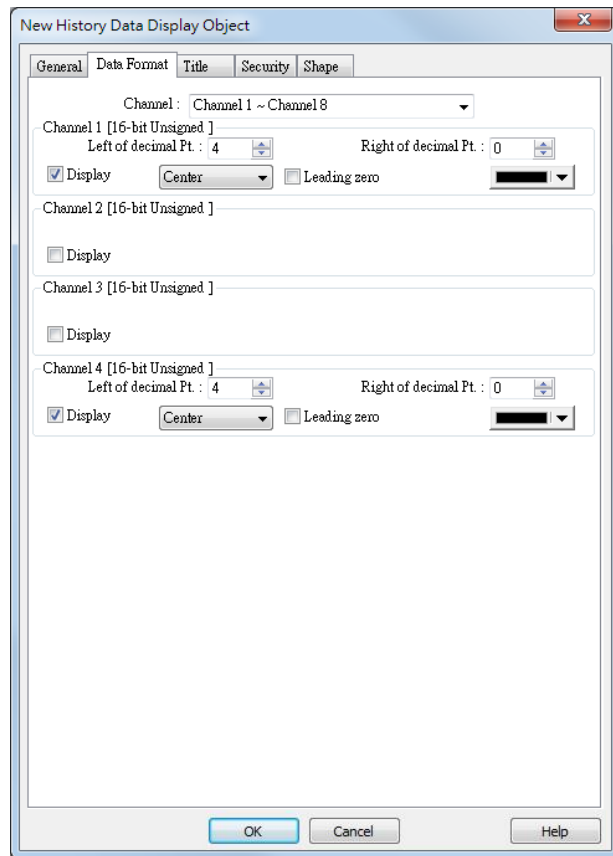 New History Data Display Object
General Data Format Title Security Shape
Channel : Channel 1 ~ Channel 8
Channel 1 [16-bit Unsigned ]
Left of decimal Pt. : 4 Right of decimal Pt. : 0
Display Center Leading zero
Channel 2 [16-bit Unsigned ]
Display
Channel 3 [16-bit Unsigned ]
Display
Channel 4 [16-bit Unsigned ]
Left of decimal Pt. : 4 Right of decimal Pt. : 0
Display Center Leading zero
OK Cancel Help